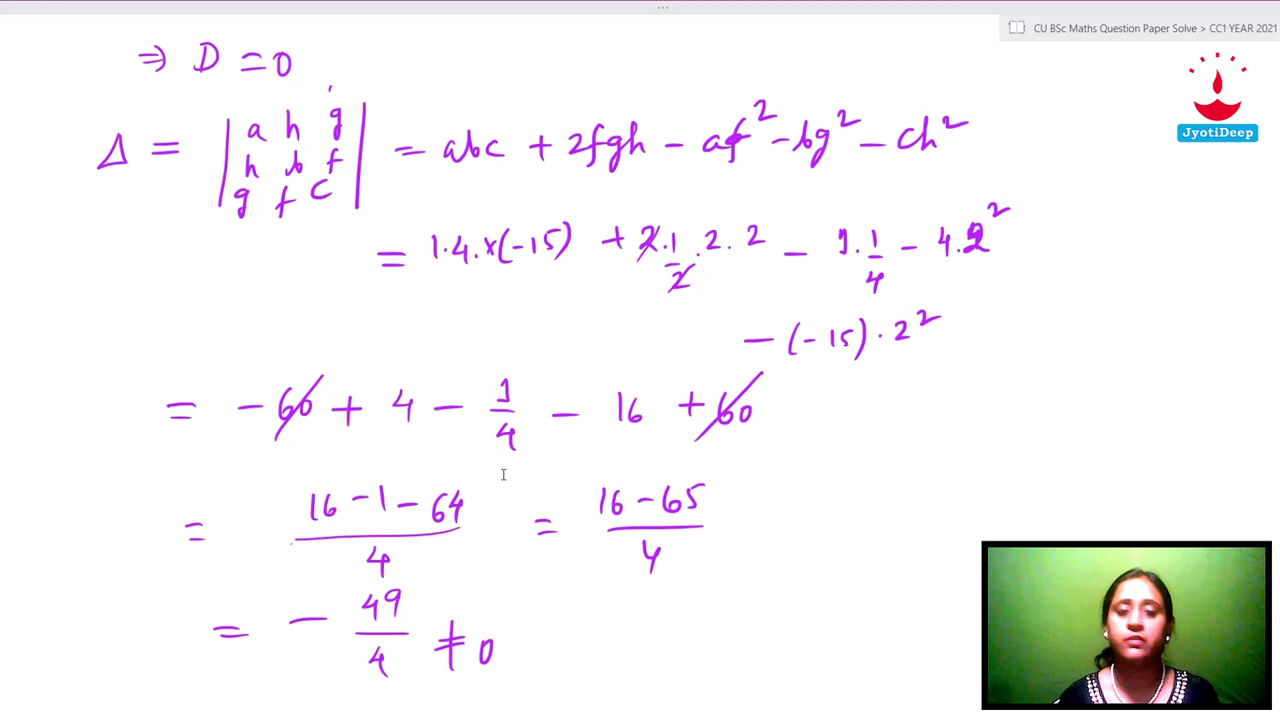 ...
CU BSc Maths Question Paper Solve > CC1 YEAR 2021
JyotiDeep
⇒ D = 0
Δ = | a h g | = abc + 2fgh − af² − bg² − ch²
| h b f |
| g f c |
= 1.4.×(−15) + 2.1/2.2.2 − 1.1/4 − 4.2²
− (−15).2²
= − 60 + 4 − 1/4 − 16 + 60
= (16 − 1 − 64)/4 = (16 − 65)/4
= − 49/4 ≠ 0